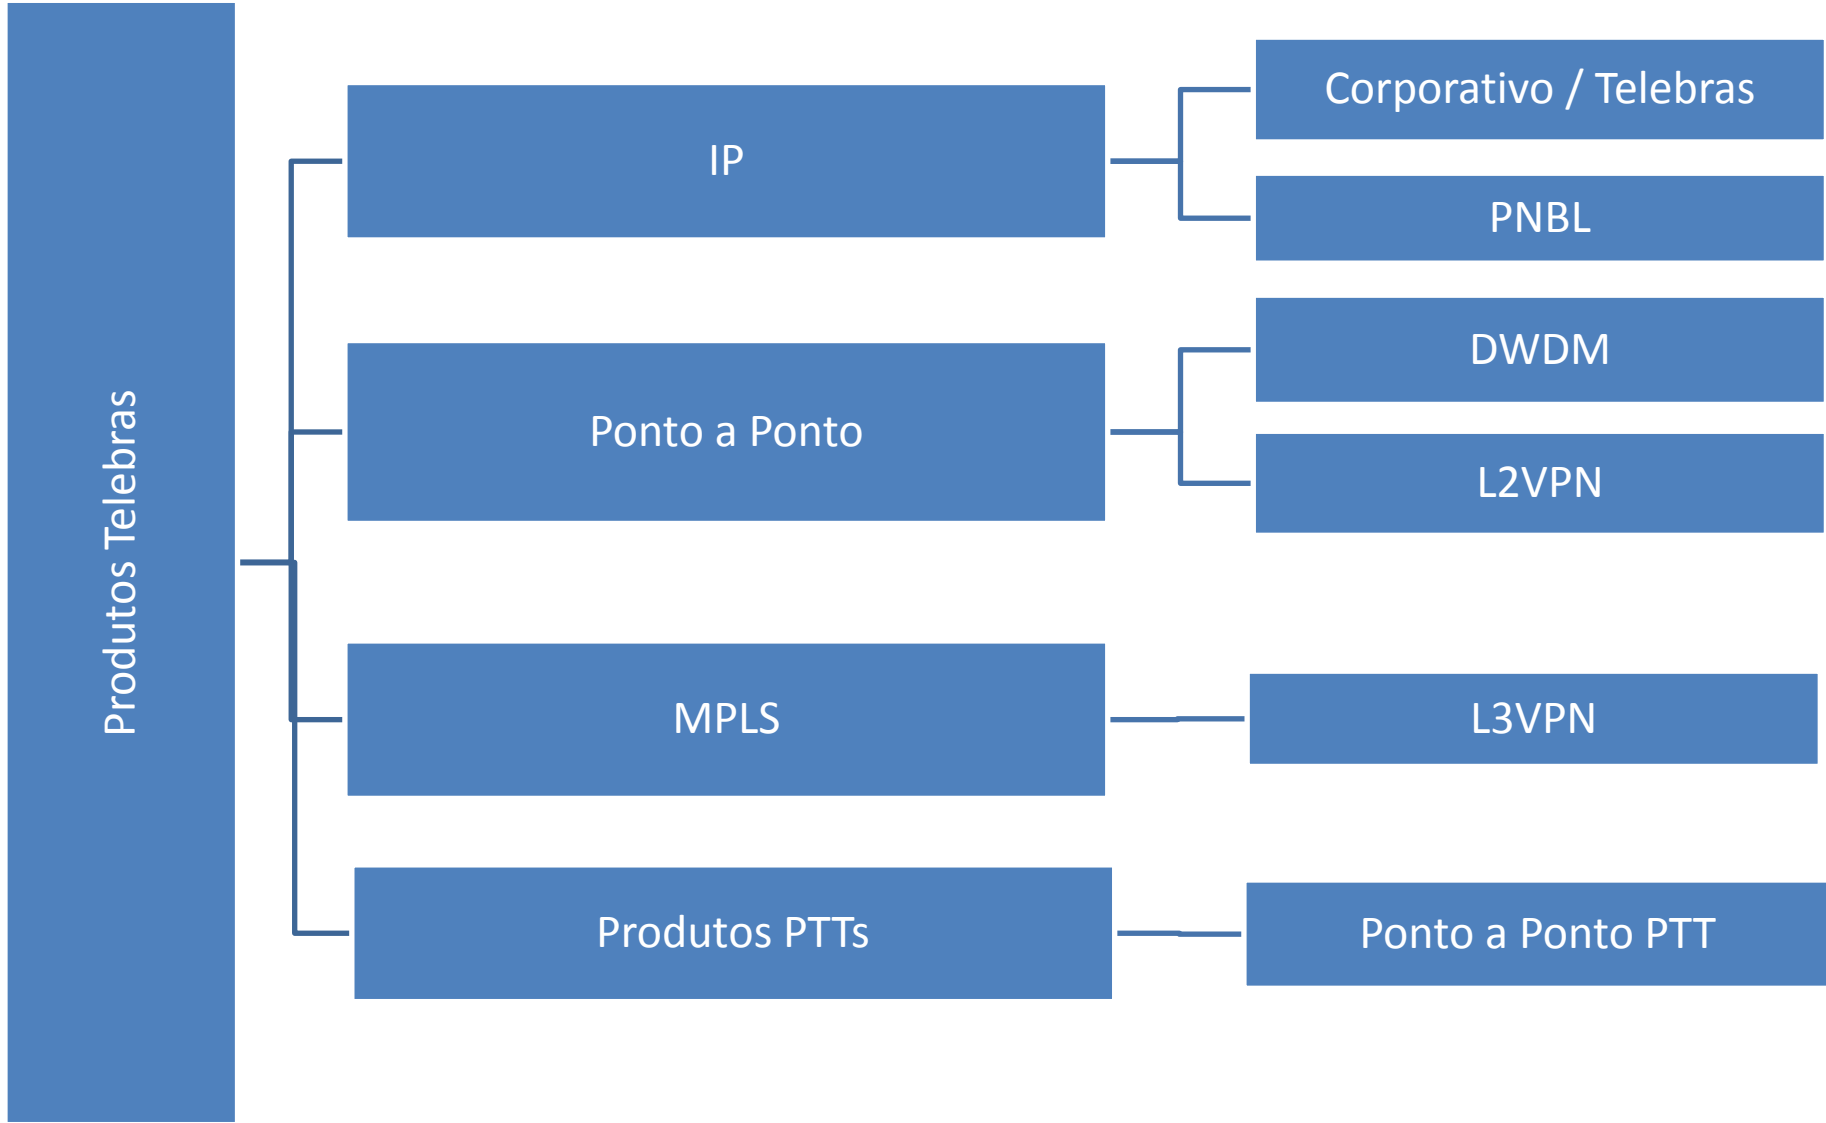 Produtos Telebras
IP
Corporativo / Telebras
PNBL
Ponto a Ponto
DWDM
L2VPN
MPLS
L3VPN
Produtos PTTs
Ponto a Ponto PTT